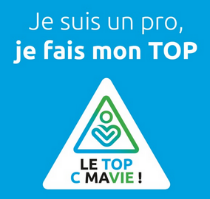 Je suis un pro,
je fais mon TOP
LE TOP
C MAVIE !